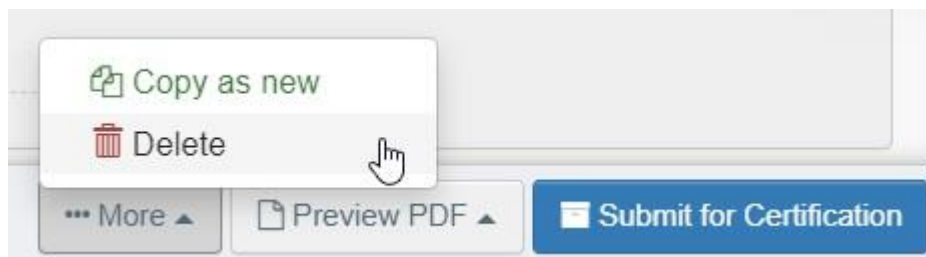 Copy as new
Delete
••• More
Preview PDF
Submit for Certification